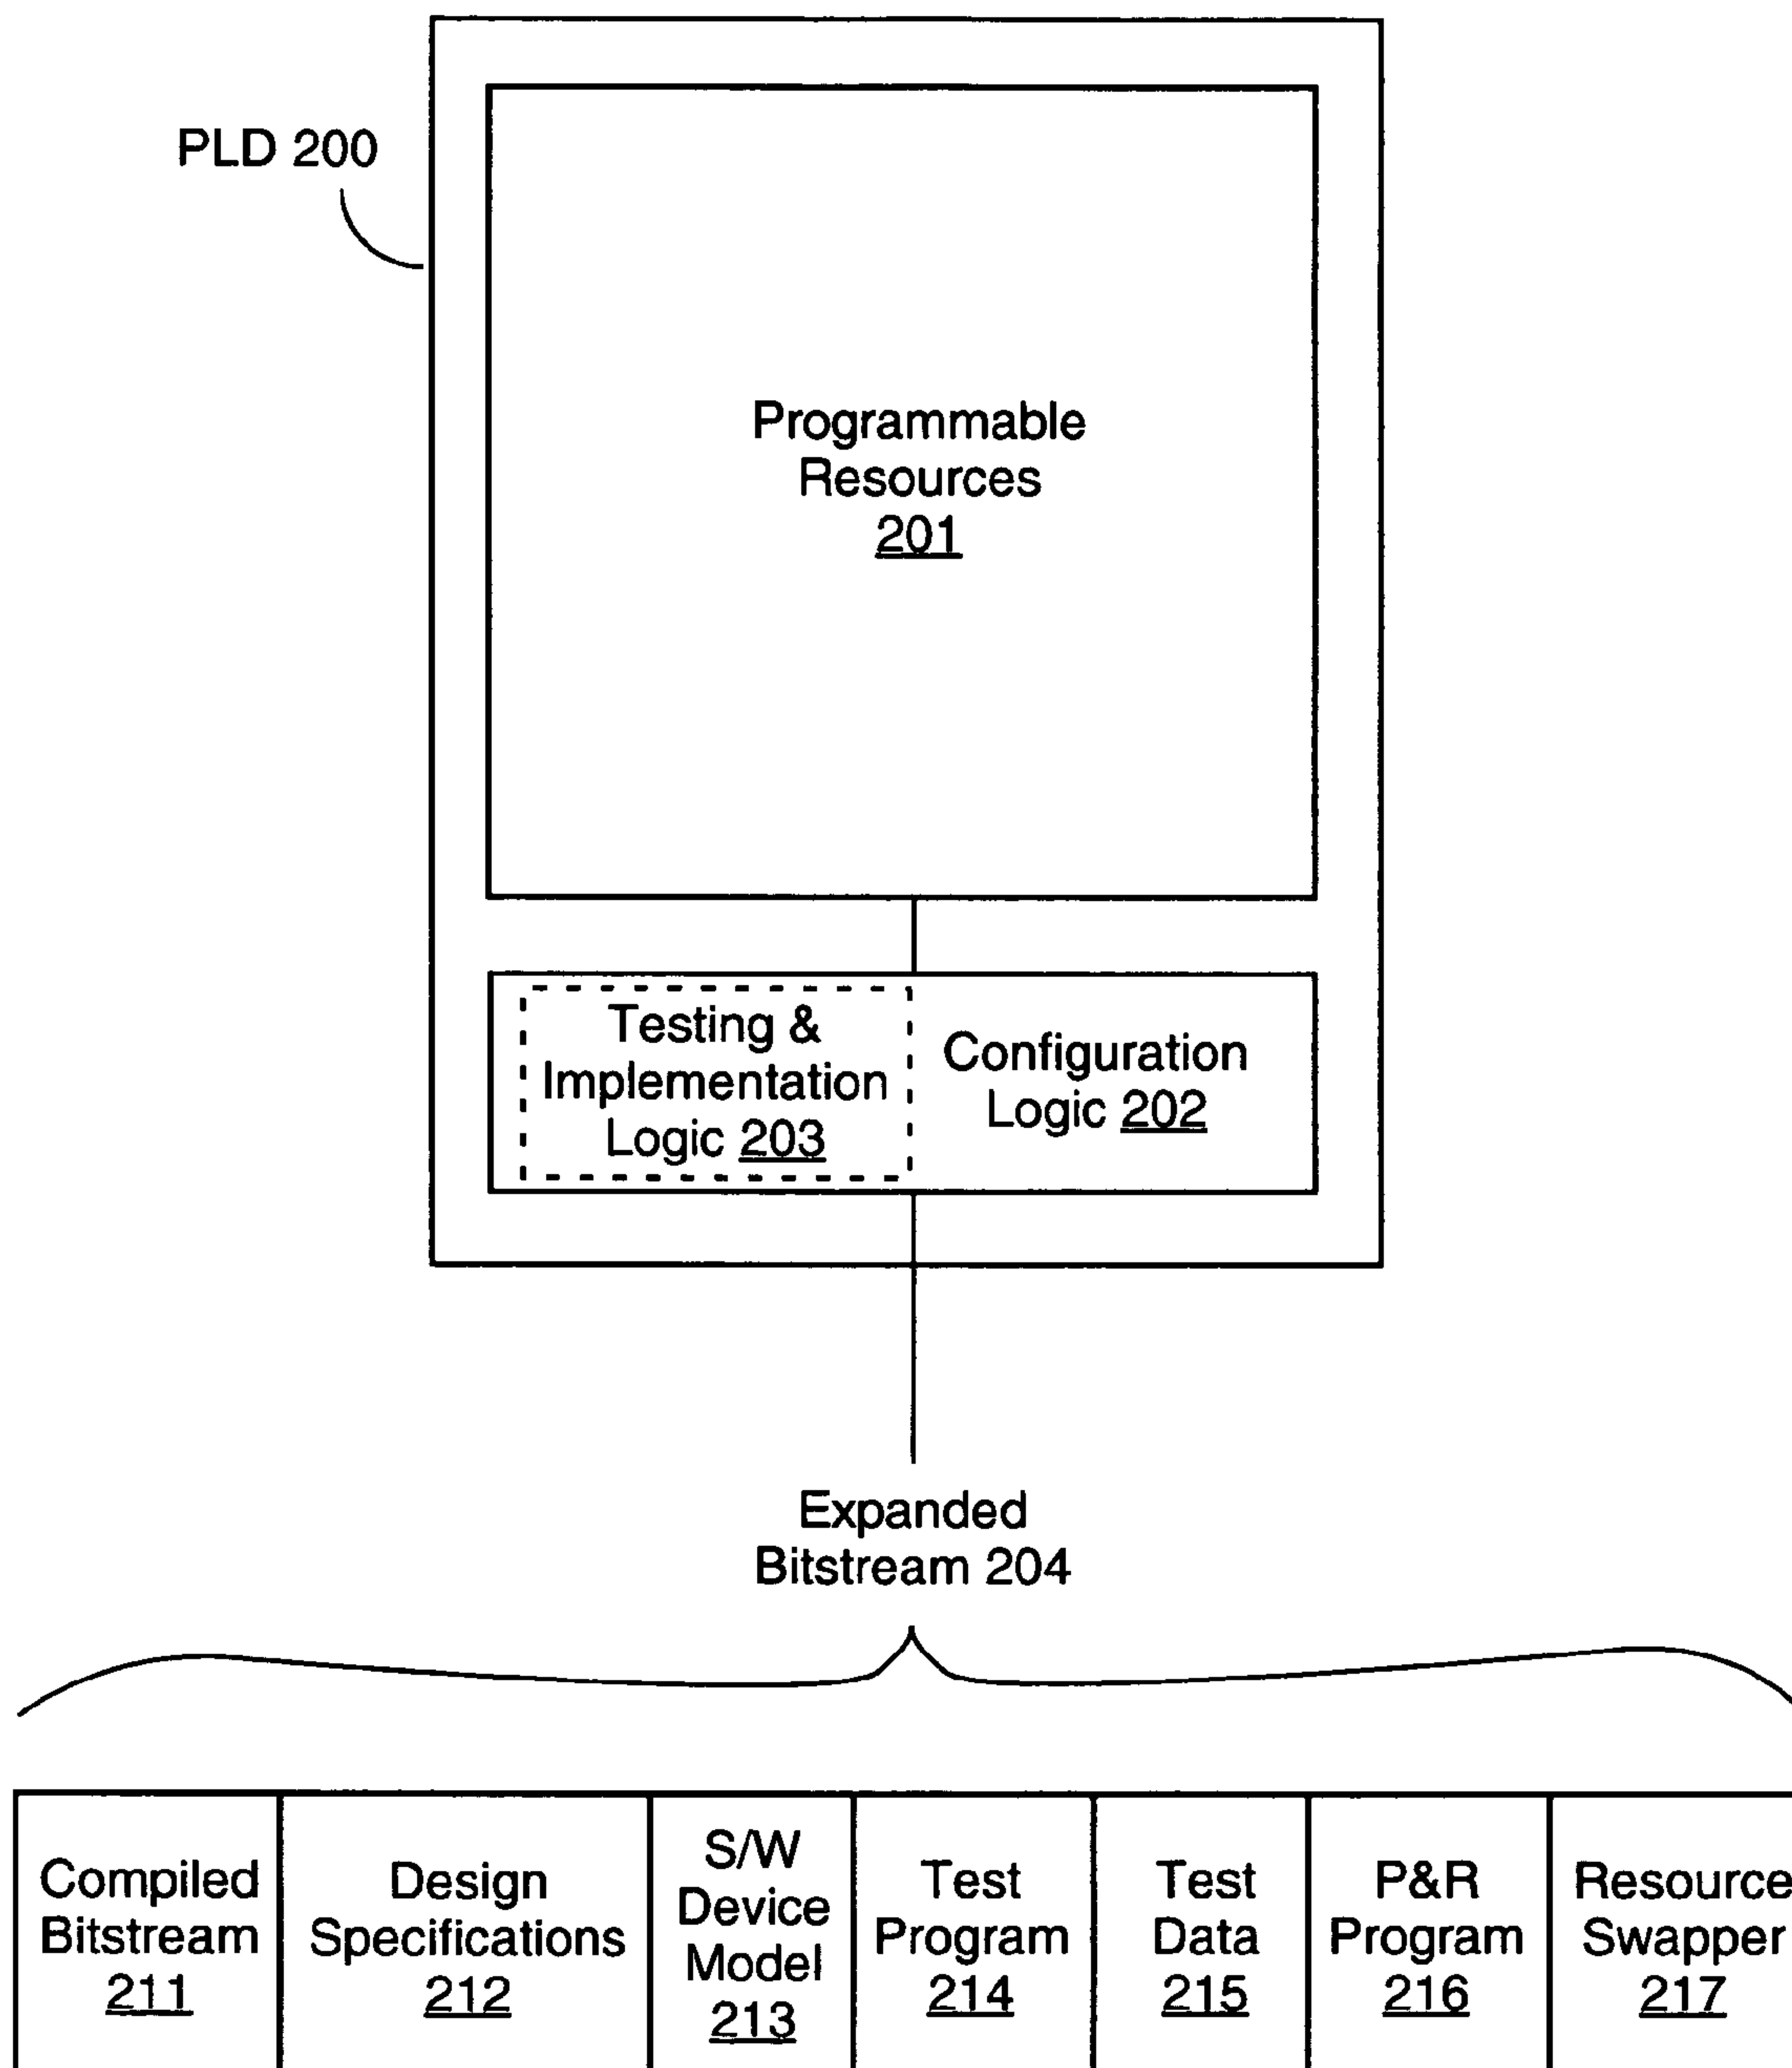 PLD 200
Programmable
Resources
201
Testing &
Implementation
Logic 203
Configuration
Logic 202
Expanded
Bitstream 204
Compiled
Bitstream
211
Design
Specifications
212
S/W
Device
Model
213
Test
Program
214
Test
Data
215
P&R
Program
216
Resource
Swapper
217